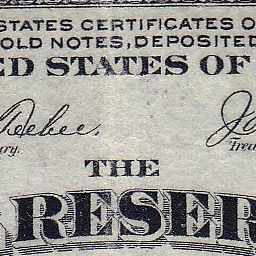 STATES CERTIFICATES O
OLD NOTES, DEPOSITED
ED STATES OF
THE
RESER